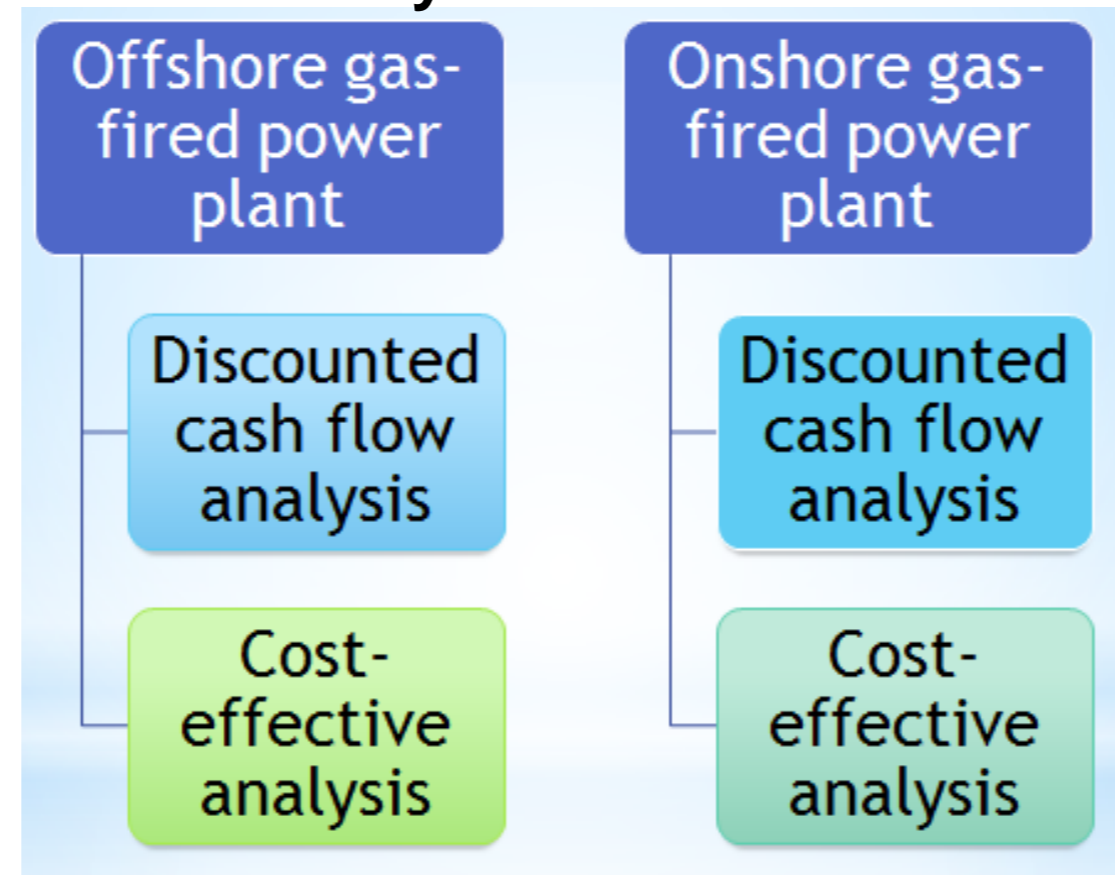 Offshore gas-
fired power
plant
Discounted
cash flow
analysis
Cost-
effective
analysis
Onshore gas-
fired power
plant
Discounted
cash flow
analysis
Cost-
effective
analysis